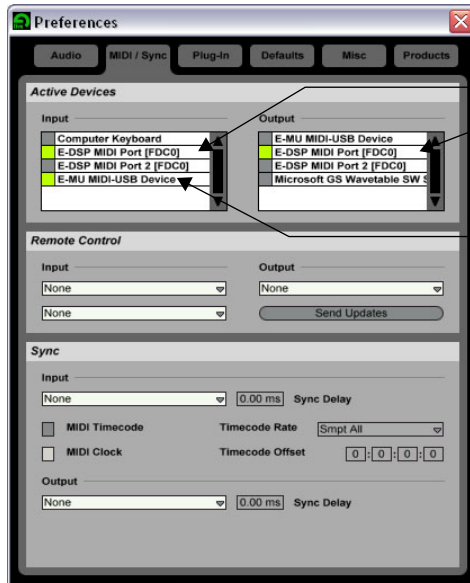 Preferences
Audio MIDI / Sync Plug-In Defaults Misc Products
Active Devices
Input Output
Computer Keyboard
E-DSP MIDI Port [FDC0]
E-DSP MIDI Port 2 [FDC0]
E-MU MIDI-USB Device
E-MU MIDI-USB Device
E-DSP MIDI Port [FDC0]
E-DSP MIDI Port 2 [FDC0]
Microsoft GS Wavetable SW S
Remote Control
Input Output
None None
None Send Updates
Sync
Input
None 0.00 ms Sync Delay
MIDI Timecode Timecode Rate Smpt All
MIDI Clock Timecode Offset 0 : 0 : 0 : 0
Output
None 0.00 ms Sync Delay